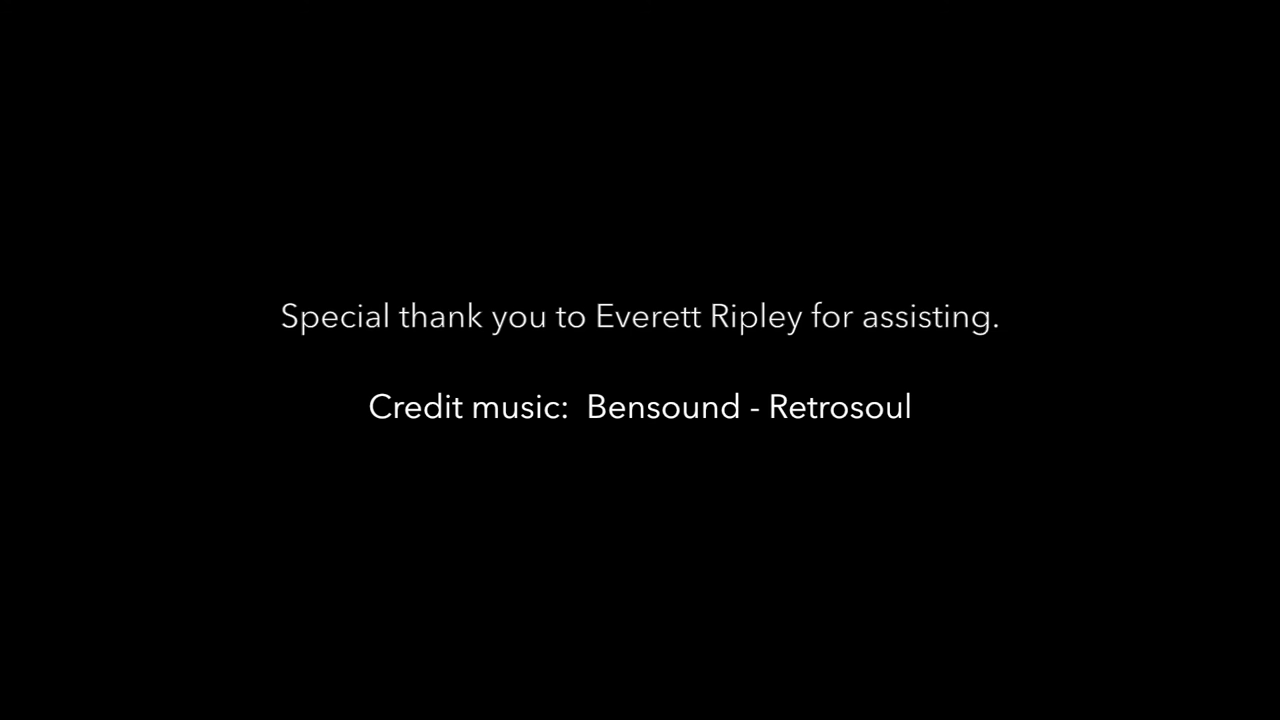 Special thank you to Everett Ripley for assisting.
Credit music:  Bensound - Retrosoul